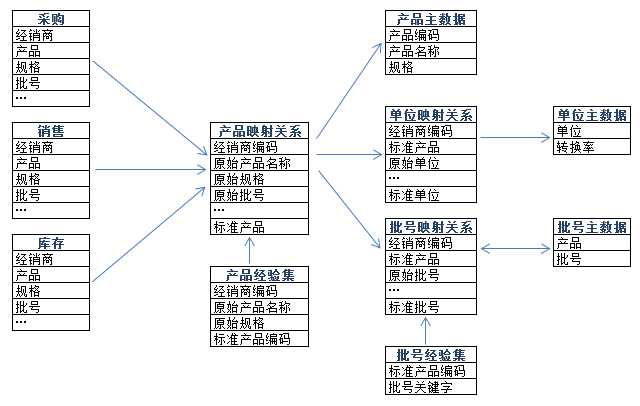 采购
经销商
产品
规格
批号
…
销售
经销商
产品
规格
批号
…
库存
经销商
产品
规格
批号
…
产品映射关系
经销商编码
原始产品名称
原始规格
原始批号
…
标准产品
产品经验集
经销商编码
原始产品名称
原始规格
标准产品编码
产品主数据
产品编码
产品名称
规格
单位映射关系
经销商编码
标准产品
原始单位
…
标准单位
批号映射关系
经销商编码
标准产品
原始批号
…
标准批号
批号经验集
标准产品编码
批号关键字
单位主数据
单位
转换率
批号主数据
产品
批号